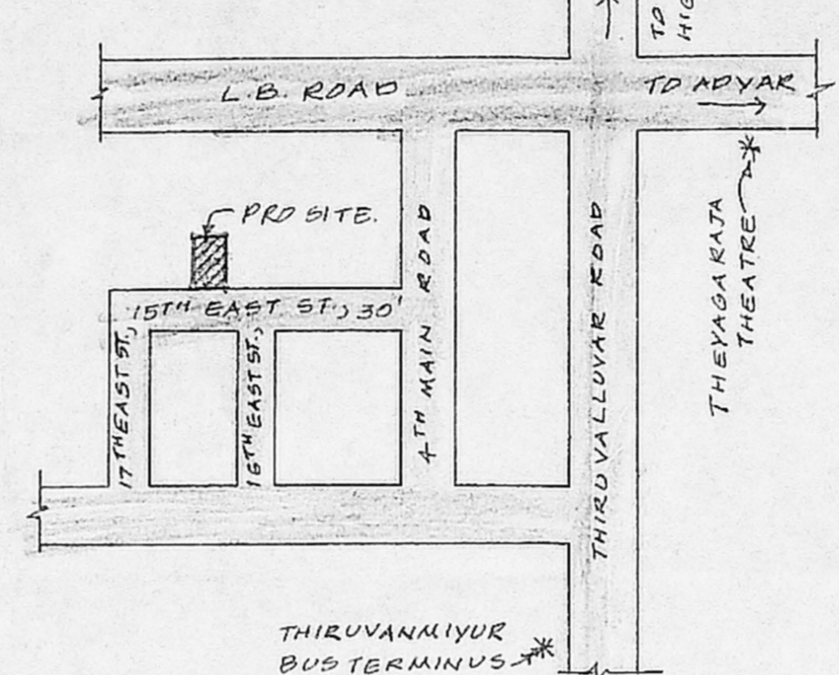 TO
HIG
L.B. ROAD
TO ADYAR
PRO SITE.
THEYAGARAJA
THEATRE
15TH EAST ST., 30'
17TH EAST ST.,
16TH EAST ST.,
4TH MAIN ROAD
THIRUVALLUVAR ROAD
THIRUVANMIYUR
BUS TERMINUS